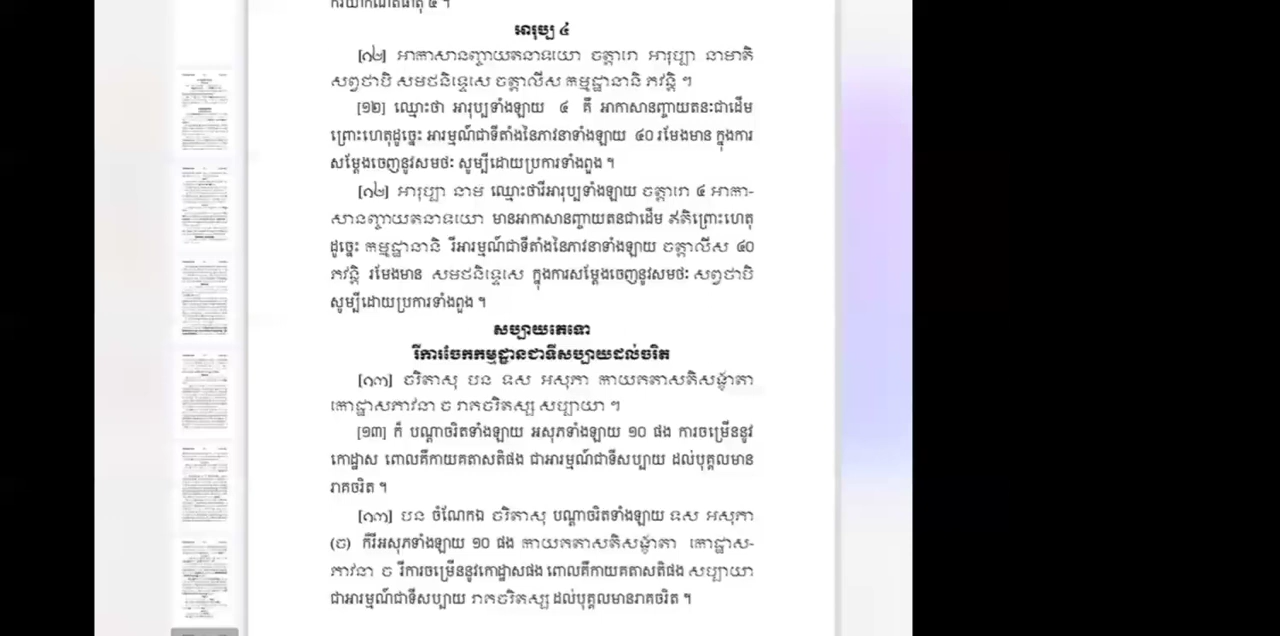 អារុប្ប ៤
[១២] អាកាសានញ្ចាយតនាទយោ ចត្តារោ អារុប្បា នាមាតិ
សព្វថាបិ សមថនិទ្ទេសេ ចត្តាលីស កម្មដ្ឋានានិ ភវន្តិ ។
ឈ្មោះថា អរូប្បទាំងឡាយ ៤ គឺ អាកាសានញ្ចាយតនៈជាដើម
ព្រោះហេតុដូច្នេះ អារម្មណ៍ជាទីតាំងនៃភាវនាទាំងឡាយ ៤០ រមែងមាន ក្នុងការ
សម្ដែងចេញនូវសមថៈ សូម្បីដោយប្រការទាំងពួង ។
អារុប្បា នាម ឈ្មោះថារីអរូប្បទាំងឡាយ ចត្តារោ ៤ អាកា-
សានញ្ចាយតនាទយោ មានអាកាសានញ្ចាយតនៈជាដើម ឥតិ ព្រោះហេតុ
ដូច្នេះ កម្មដ្ឋានានិ រីអារម្មណ៍ជាទីតាំងនៃភាវនាទាំងឡាយ ចត្តាលីស ៤០
ភវន្តិ រមែងមាន សមថនិទ្ទេសេ ក្នុងការសម្ដែងចេញនូវសមថៈ សព្វថាបិ
សូម្បីដោយប្រការទាំងពួង ។
សប្បាយភេទោ
រីការចែកកម្មដ្ឋានជាទីសប្បាយនៃចរិត
[១៣] ចរិតាសុ បន ទស អសុភា កាយគតាសតិសង្ខាតា
កោដ្ឋាសភាវនា ច រាគចរិតស្ស សប្បាយា ។
[១៣] ក៏ បណ្ដាចរិតទាំងឡាយ អសុភទាំងឡាយ ១០ ផង ការចម្រើននូវ
កោដ្ឋាស ពោលគឺកាយគតាសតិផង ជាអារម្មណ៍ជាទីសប្បាយ ដល់បុគ្គលមាន
រាគចរិត ។
បន ចំណែកខាង ចរិតាសុ បណ្ដាចរិតទាំងឡាយ ទស អសុភា
(ច) ក៏រីអសុភទាំងឡាយ ១០ ផង កាយគតាសតិសង្ខាតា កោដ្ឋាស-
ភាវនា ច រីការចម្រើននូវកោដ្ឋាសផង ពោលគឺកាយគតាសតិផង សប្បាយា
ជាអារម្មណ៍ជាទីសប្បាយ រាគចរិតស្ស ដល់បុគ្គលមានរាគចរិត ។